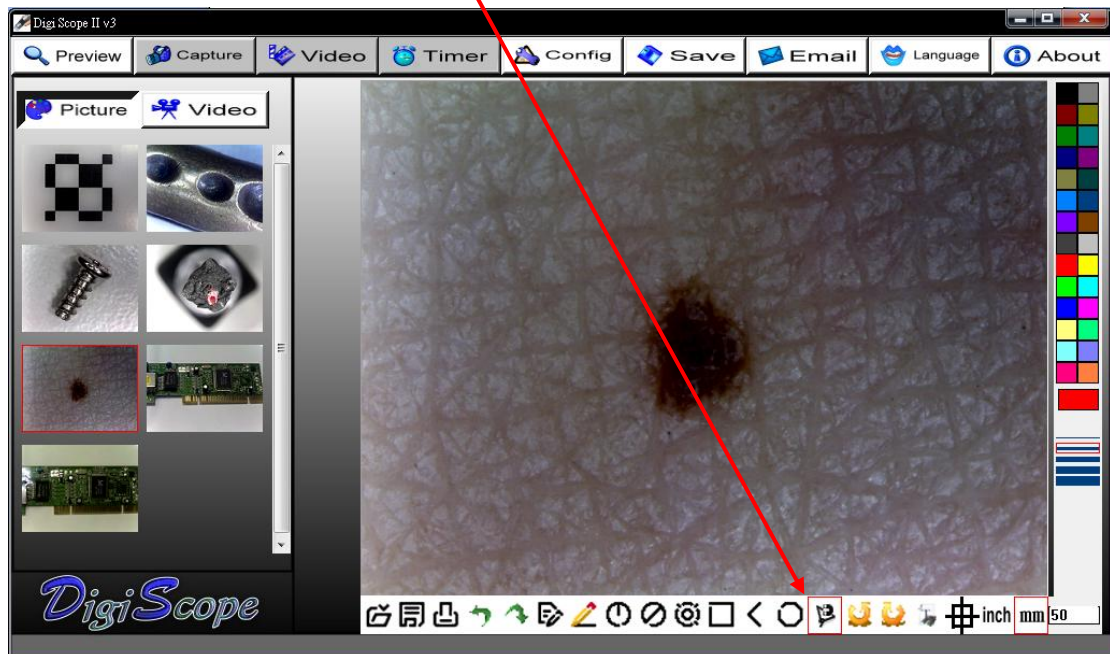 Digi Scope II v3
Preview Capture Video Timer Config Save Email Language About
Picture Video
DigiScope
inch mm 50